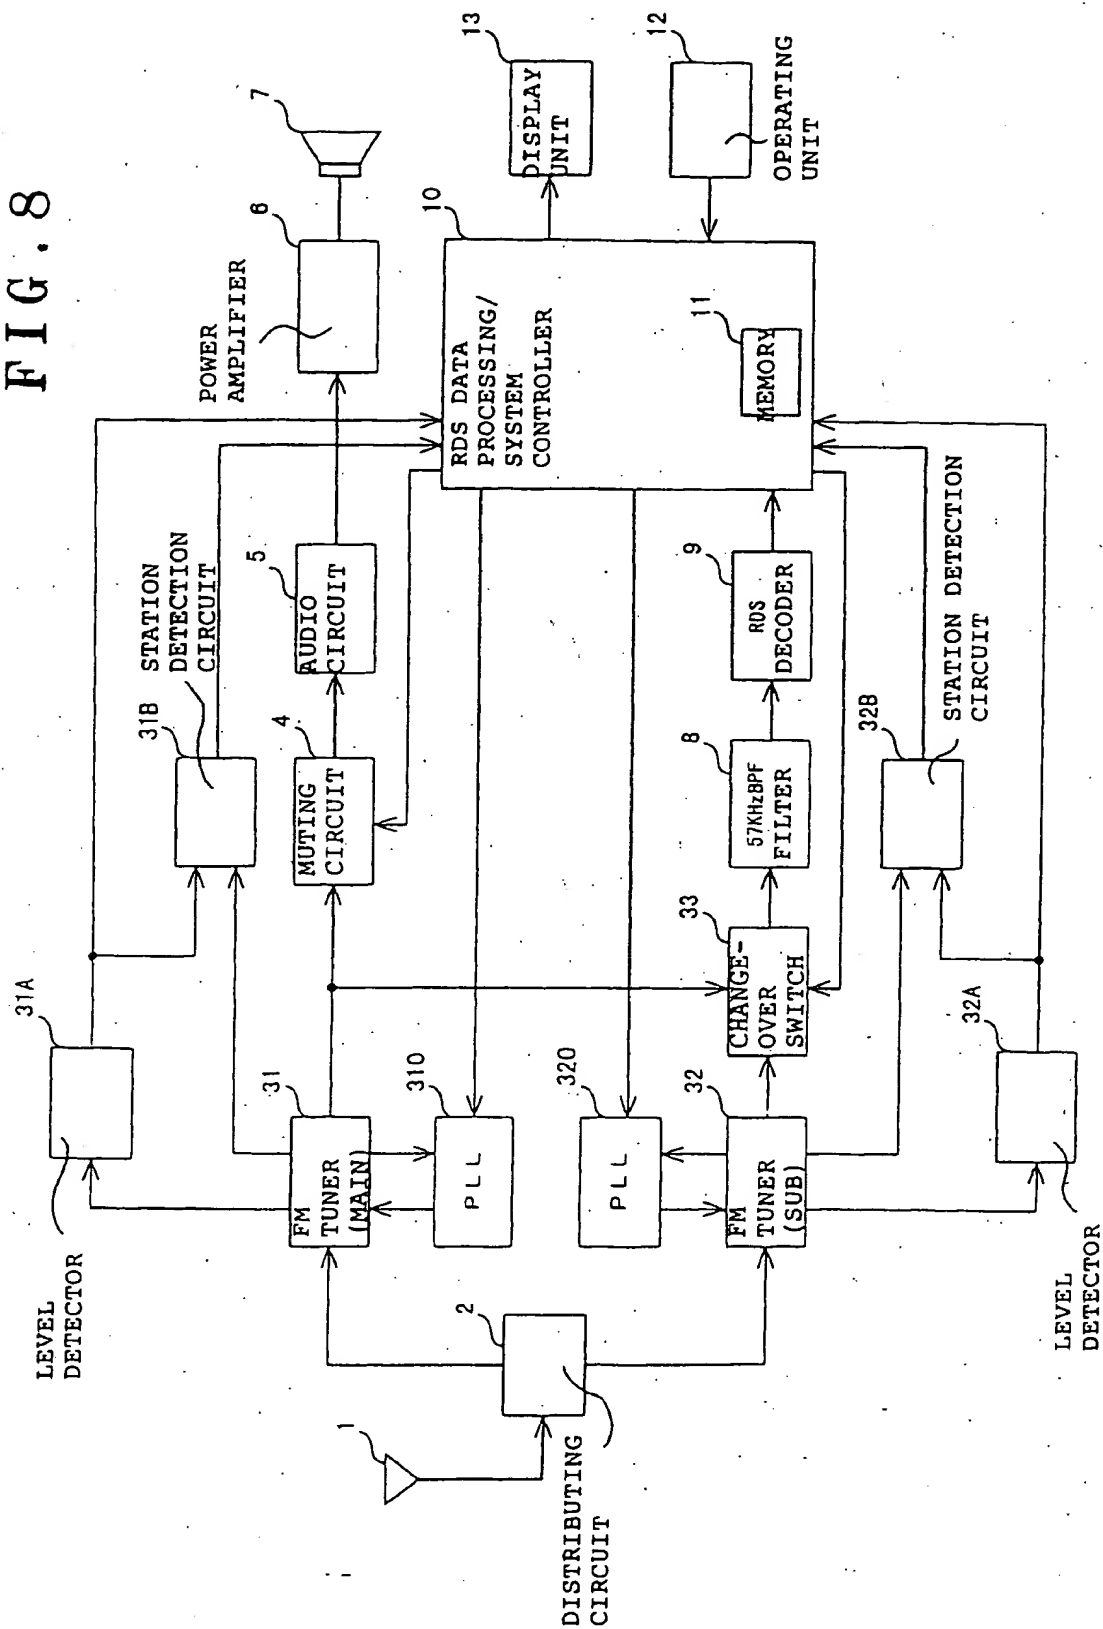 FIG.8
1
DISTRIBUTING
CIRCUIT
2
LEVEL
DETECTOR
31A
31B
STATION
DETECTION
CIRCUIT
POWER
AMPLIFIER
6
7
FM
TUNER
(MAIN)
31
MUTING
CIRCUIT
4
AUDIO
CIRCUIT
5
PLL
310
RDS DATA
PROCESSING/
SYSTEM
CONTROLLER
10
MEMORY
11
DISPLAY
UNIT
13
12
OPERATING
UNIT
PLL
320
FM
TUNER
(SUB)
32
CHANGE-
OVER
SWITCH
33
57KHzBPF
FILTER
8
RDS
DECODER
9
32B
STATION DETECTION
CIRCUIT
32A
LEVEL
DETECTOR